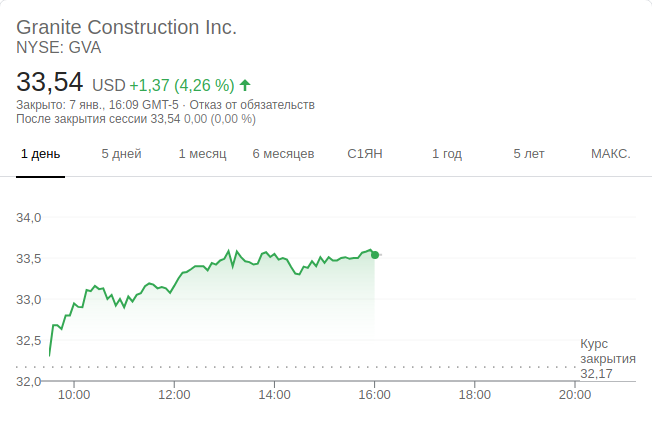 Granite Construction Inc.
NYSE: GVA
33,54 USD +1,37 (4,26 %)
Закрыто: 7 янв., 16:09 GMT-5 · Отказ от обязательств
После закрытия сессии 33,54 0,00 (0,00 %)
1 день 5 дней 1 месяц 6 месяцев С1ЯН 1 год 5 лет МАКС.
34,0
33,5
33,0
32,5
Курс
закрытия
32,17
32,0
10:00 12:00 14:00 16:00 18:00 20:00